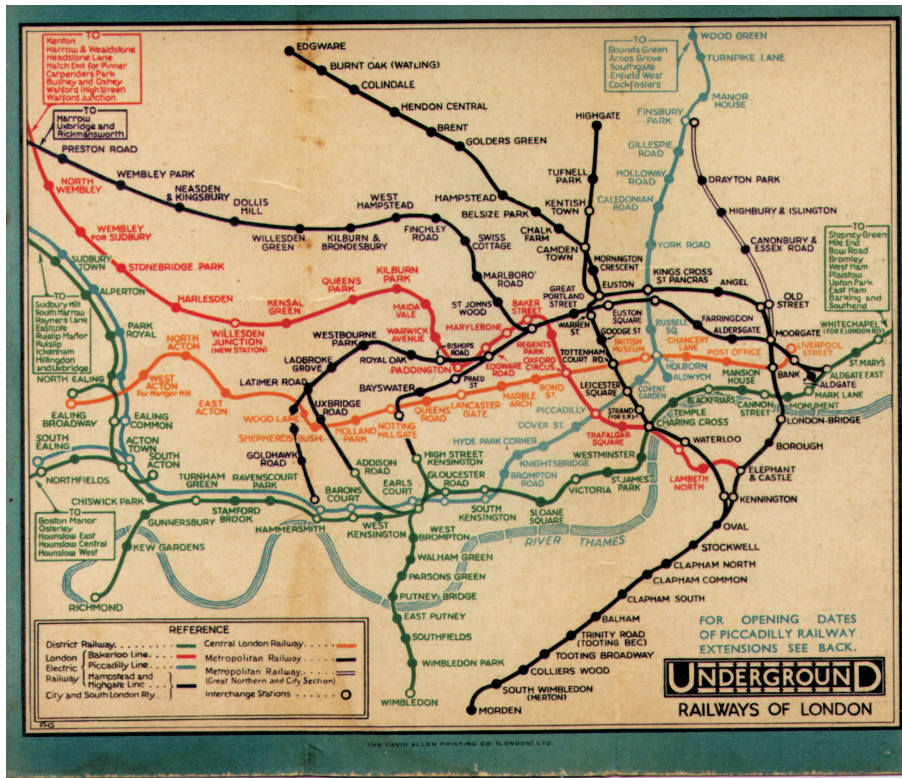 TO
Kenton
Harrow & Wealdstone
Headstone Lane
Hatch End for Pinner
Carpenders Park
Bushey and Oxhey
Watford (High Street)
Watford Junction
TO
Harrow
Uxbridge and
Rickmansworth
PRESTON ROAD
WEMBLEY PARK
NEASDEN
& KINGSBURY
DOLLIS
HILL
WILLESDEN
GREEN
KILBURN &
BRONDESBURY
WEST
HAMPSTEAD
FINCHLEY
ROAD
SWISS
COTTAGE
MARLBORO'
ROAD
ST JOHNS
WOOD
EDGWARE
BURNT OAK (WATLING)
COLINDALE
HENDON CENTRAL
BRENT
GOLDERS GREEN
HAMPSTEAD
BELSIZE PARK
CHALK
FARM
CAMDEN
TOWN
HIGHGATE
TUFNELL
PARK
KENTISH
TOWN
MORNINGTON
CRESCENT
TO
Bounds Green
Arnos Grove
Southgate
Enfield West
Cockfosters
WOOD GREEN
TURNPIKE LANE
MANOR
HOUSE
FINSBURY
PARK
GILLESPIE
ROAD
HOLLOWAY
ROAD
CALEDONIAN
ROAD
YORK ROAD
DRAYTON PARK
HIGHBURY & ISLINGTON
CANONBURY &
ESSEX ROAD
TO
Stepney Green
Mile End
Bow Road
Bromley
West Ham
Plaistow
Upton Park
East Ham
Barking and
Southend
NORTH
WEMBLEY
WEMBLEY
FOR SUDBURY
STONEBRIDGE PARK
HARLESDEN
WILLESDEN
JUNCTION
(NEW STATION)
KENSAL
GREEN
QUEENS
PARK
KILBURN
PARK
MAIDA
VALE
WARWICK
AVENUE
PADDINGTON
MARYLEBONE
BAKER
STREET
GREAT
PORTLAND
STREET
EUSTON
KINGS CROSS
ST PANCRAS
ANGEL
OLD
STREET
EUSTON
SQUARE
FARRINGDON
ALDERSGATE
MOORGATE
WHITECHAPEL
(FOR E. LONDON RLY)
LIVERPOOL
STREET
ST MARY'S
ALDGATE EAST
ALDGATE
MARK LANE
BANK
SUDBURY
TOWN
ALPERTON
PARK
ROYAL
TO
Sudbury Hill
South Harrow
Rayners Lane
Eastcote
Ruislip Manor
Ruislip
Ickenham
Hillingdon
and Uxbridge
NORTH EALING
EALING
BROADWAY
NORTH
ACTON
WEST
ACTON
For Hanger Hill
EAST
ACTON
WOOD LANE
SHEPHERDS BUSH
HOLLAND
PARK
NOTTING
HILL GATE
QUEENS
ROAD
LANCASTER
GATE
MARBLE
ARCH
BOND
ST
OXFORD
CIRCUS
TOTTENHAM
COURT RD
BRITISH
MUSEUM
CHANCERY
LANE
POST OFFICE
WESTBOURNE
PARK
ROYAL OAK
BISHOPS
ROAD
LADBROKE
GROVE
LATIMER ROAD
UXBRIDGE
ROAD
BAYSWATER
PRAED
ST
EDGWARE
ROAD
REGENTS
PARK
WARREN
ST
GOODGE ST
RUSSELL
SQ
HOLBORN
ALDWYCH
COVENT
GARDEN
LEICESTER
SQUARE
STRAND
PICCADILLY
DOVER ST.
HYDE PARK CORNER
KNIGHTSBRIDGE
BROMPTON
ROAD
TRAFALGAR
SQUARE
TEMPLE
CHARING CROSS
BLACKFRIARS
MANSION
HOUSE
CANNON
STREET
MONUMENT
LONDON BRIDGE
BOROUGH
WATERLOO
LAMBETH
NORTH
ELEPHANT
& CASTLE
KENNINGTON
SOUTH
EALING
EALING
COMMON
ACTON
TOWN
SOUTH
ACTON
NORTHFIELDS
CHISWICK PARK
TURNHAM
GREEN
GUNNERSBURY
KEW GARDENS
RICHMOND
TO
Boston Manor
Osterley
Hounslow East
Hounslow Central
Hounslow West
STAMFORD
BROOK
RAVENSCOURT
PARK
GOLDHAWK
ROAD
HAMMERSMITH
BARONS
COURT
ADDISON
ROAD
WEST
KENSINGTON
EARLS
COURT
HIGH STREET
KENSINGTON
GLOUCESTER
ROAD
SOUTH
KENSINGTON
SLOANE
SQUARE
VICTORIA
ST JAMES
PARK
WESTMINSTER
RIVER THAMES
WEST
BROMPTON
WALHAM GREEN
PARSONS GREEN
PUTNEY BRIDGE
EAST PUTNEY
SOUTHFIELDS
WIMBLEDON PARK
WIMBLEDON
OVAL
STOCKWELL
CLAPHAM NORTH
CLAPHAM COMMON
CLAPHAM SOUTH
BALHAM
TRINITY ROAD
(TOOTING BEC)
TOOTING BROADWAY
COLLIERS WOOD
SOUTH WIMBLEDON
(MERTON)
MORDEN
REFERENCE
District Railway
London
Electric
Railway
Bakerloo Line
Piccadilly Line
Hampstead and
Highgate Line
City and South London Rly.
Central London Railway
Metropolitan Railway
Metropolitan Railway
(Great Northern and City Section)
Interchange Stations
FOR OPENING DATES
OF PICCADILLY RAILWAY
EXTENSIONS SEE BACK.
UNDERGROUND
RAILWAYS OF LONDON
THE DAVID ALLEN PRINTING CO. (LONDON) LTD.